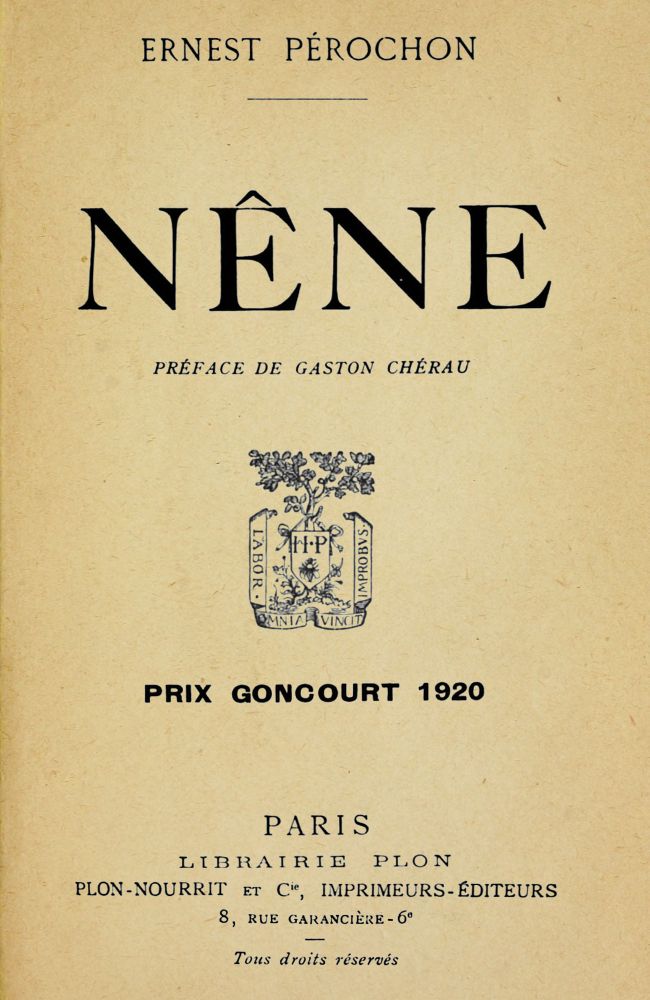 ERNEST PÉROCHON
NÊNE
PRÉFACE DE GASTON CHÉRAU
H·P
LABOR · IMPROBVS
OMNIA VINCIT
PRIX GONCOURT 1920
PARIS
LIBRAIRIE PLON
PLON-NOURRIT ET Cie, IMPRIMEURS-ÉDITEURS
8, RUE GARANCIÈRE - 6e
Tous droits réservés